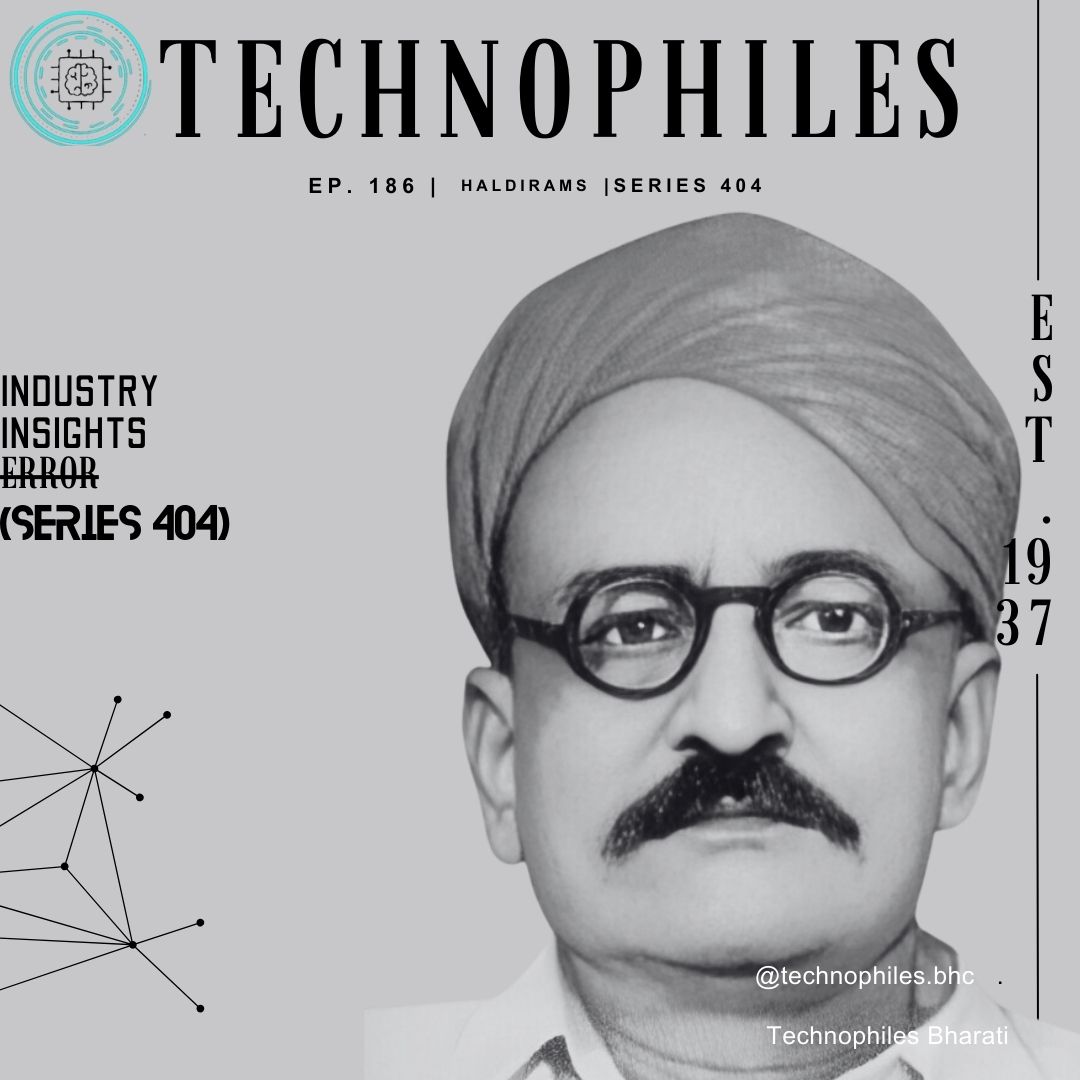 TECHNOPHILES
EP. 186 | HALDIRAMS |SERIES 404
INDUSTRY
INSIGHTS
ERROR
(SERIES 404)
E
S
T
.
19
37
@technophiles.bhc .
Technophiles Bharati